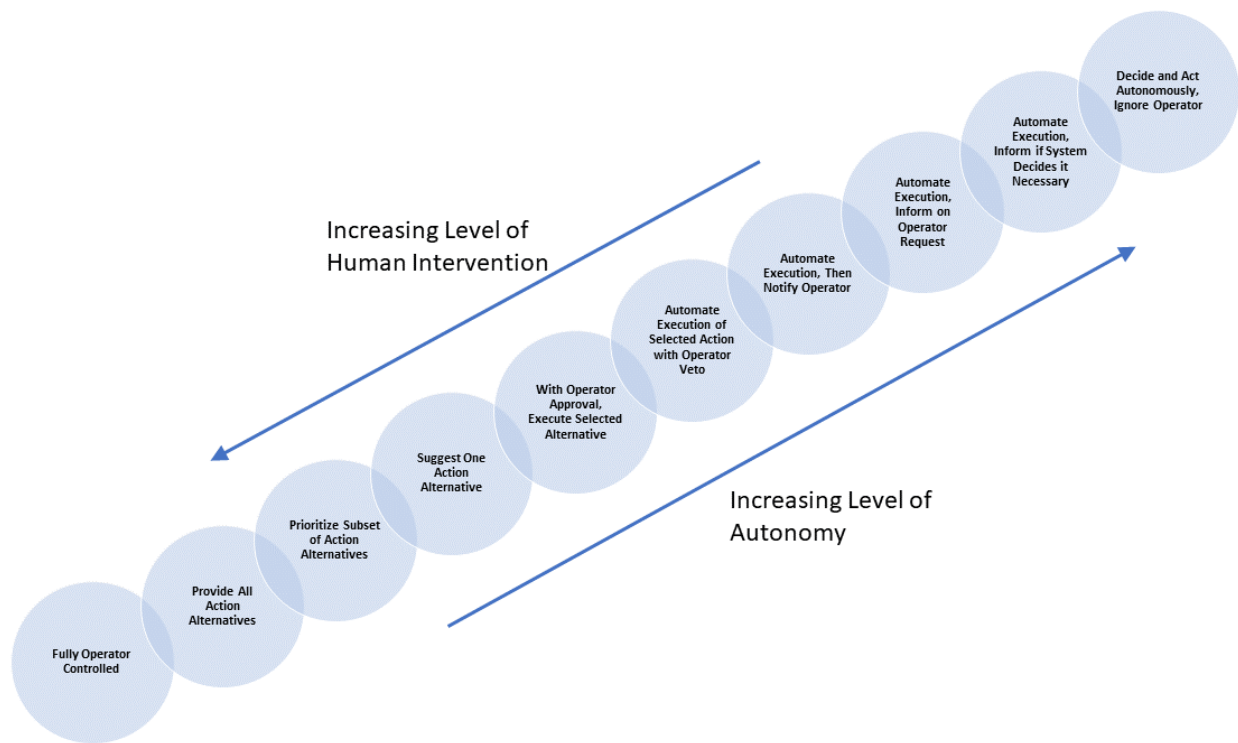 Decide and Act
Autonomously,
Ignore Operator
Automate
Execution,
Inform if System
Decides it
Necessary
Automate
Execution,
Inform on
Operator
Request
Automate
Execution, Then
Notify Operator
Automate
Execution of
Selected Action
with Operator
Veto
With Operator
Approval,
Execute Selected
Alternative
Suggest One
Action
Alternative
Prioritize Subset
of Action
Alternatives
Provide All
Action
Alternatives
Fully Operator
Controlled
Increasing Level of
Human Intervention
Increasing Level of
Autonomy